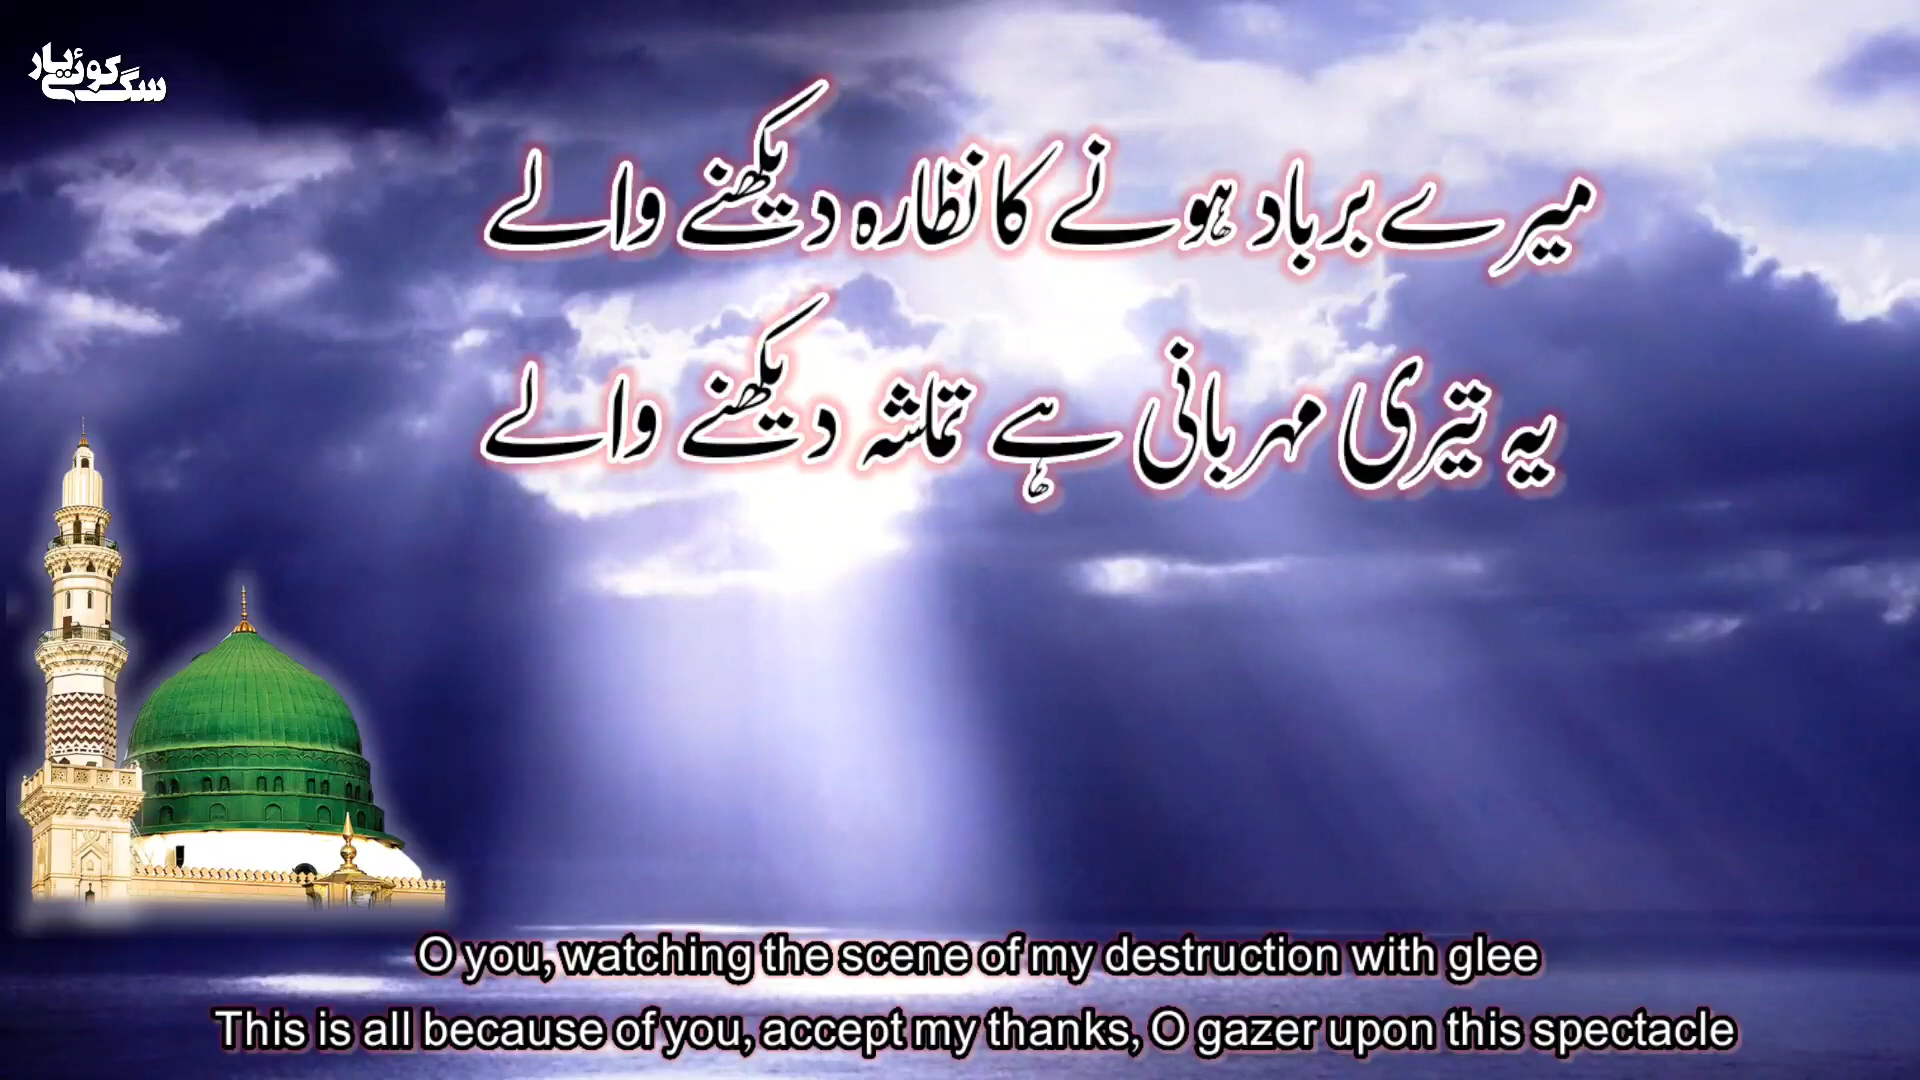 سگ کوئے یار
میرے برباد ہونے کا نظارہ دیکھنے والے
یہ تیری مہربانی ہے تماشہ دیکھنے والے
O you, watching the scene of my destruction with glee
This is all because of you, accept my thanks, O gazer upon this spectacle